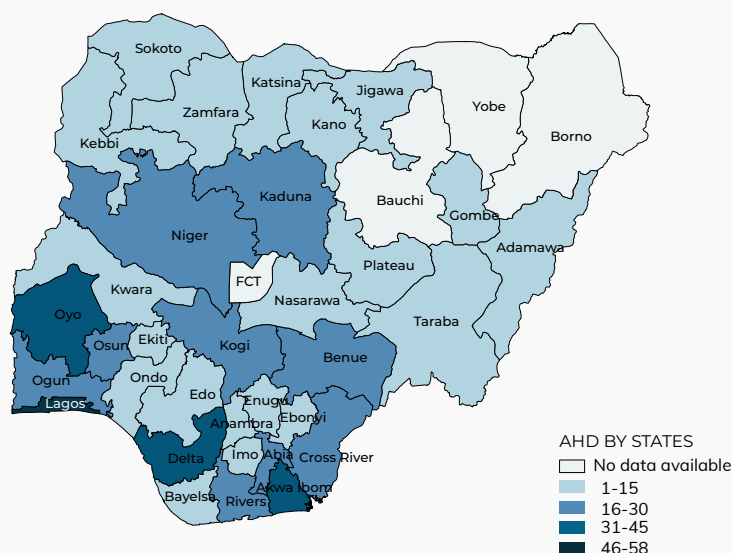 Sokoto
Katsina
Jigawa
Yobe
Zamfara
Kano
Borno
Kebbi
Kaduna
Bauchi
Gombe
Niger
Adamawa
Plateau
FCT
Kwara
Nasarawa
Oyo
Taraba
Ekiti
Osun
Kogi
Benue
Ogun
Ondo
Edo
Enugu
Lagos
Ebonyi
Anambra
Delta
Imo
Abia
Cross River
Akwa Ibom
Bayelsa
Rivers
AHD BY STATES
No data available
1-15
16-30
31-45
46-58